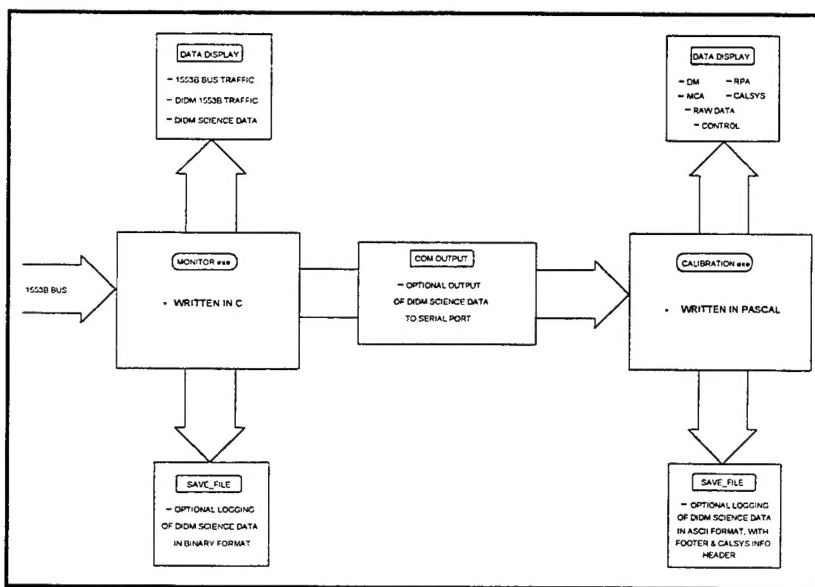 DATA DISPLAY
– 1553B BUS TRAFFIC
– DIDM 1553B TRAFFIC
– DIDM SCIENCE DATA
DATA DISPLAY
– DM – RPA
– MCA – CALSYS
– RAW DATA
– CONTROL
1553B BUS
MONITOR.exe
• WRITTEN IN C
COM OUTPUT
– OPTIONAL OUTPUT
OF DIDM SCIENCE DATA
TO SERIAL PORT
CALIBRATION.exe
• WRITTEN IN PASCAL
SAVE_FILE
– OPTIONAL LOGGING
OF DIDM SCIENCE DATA
IN BINARY FORMAT
SAVE_FILE
– OPTIONAL LOGGING
OF DIDM SCIENCE DATA
IN ASCII FORMAT, WITH
FOOTER & CALSYS INFO
HEADER